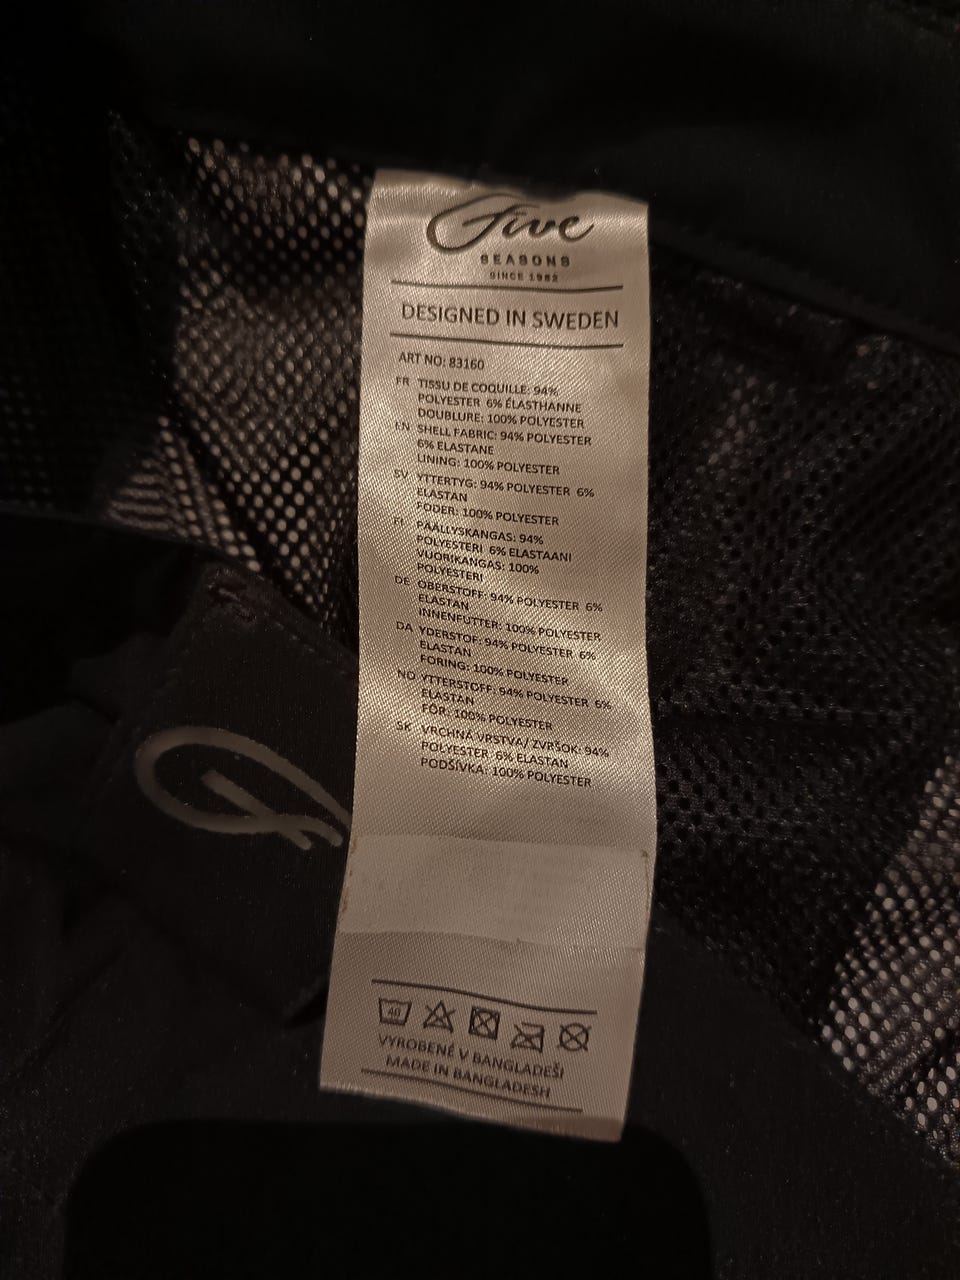 Five
SEASONS
SINCE 1982
DESIGNED IN SWEDEN
ART NO: 83160
FR TISSU DE COQUILLE: 94%
POLYESTER 6% ÉLASTHANNE
DOUBLURE: 100% POLYESTER
EN SHELL FABRIC: 94% POLYESTER
6% ELASTANE
LINING: 100% POLYESTER
SV YTTERTYG: 94% POLYESTER 6%
ELASTAN
FODER: 100% POLYESTER
FI PÄÄLLYSKANGAS: 94%
POLYESTERI 6% ELASTAANI
VUORIKANGAS: 100%
POLYESTERI
DE OBERSTOFF: 94% POLYESTER 6%
ELASTAN
INNENFUTTER: 100% POLYESTER
DA YDERSTOF: 94% POLYESTER 6%
ELASTAN
FORING: 100% POLYESTER
NO YTTERSTOFF: 94% POLYESTER 6%
ELASTAN
FÔR: 100% POLYESTER
SK VRCHNÁ VRSTVA/ZVRŠOK: 94%
POLYESTER 6% ELASTAN
PODŠÍVKA: 100% POLYESTER
40
VYROBENÉ V BANGLADEŠI
MADE IN BANGLADESH